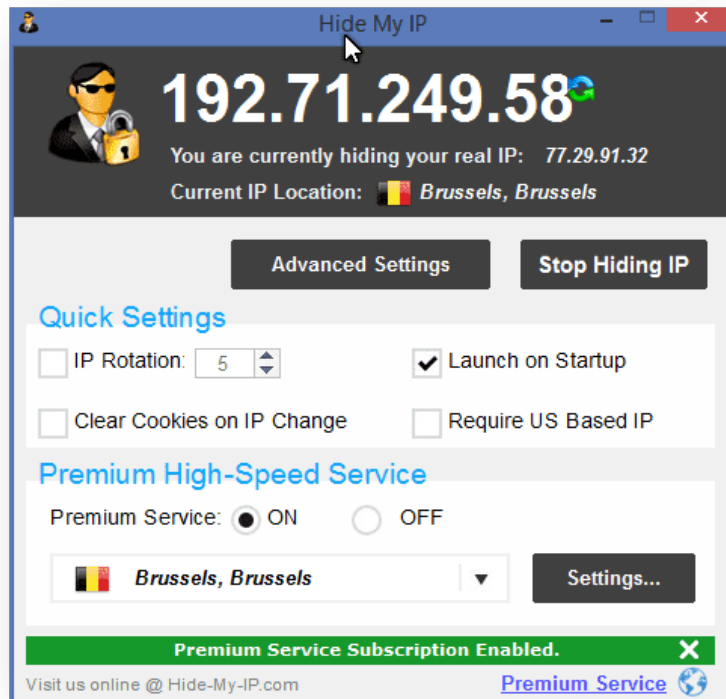 Hide My IP
192.71.249.58
You are currently hiding your real IP: 77.29.91.32
Current IP Location: Brussels, Brussels
Advanced Settings
Stop Hiding IP
Quick Settings
IP Rotation: 5
Launch on Startup
Clear Cookies on IP Change
Require US Based IP
Premium High-Speed Service
Premium Service: ON OFF
Brussels, Brussels
Settings...
Premium Service Subscription Enabled.
Visit us online @ Hide-My-IP.com
Premium Service